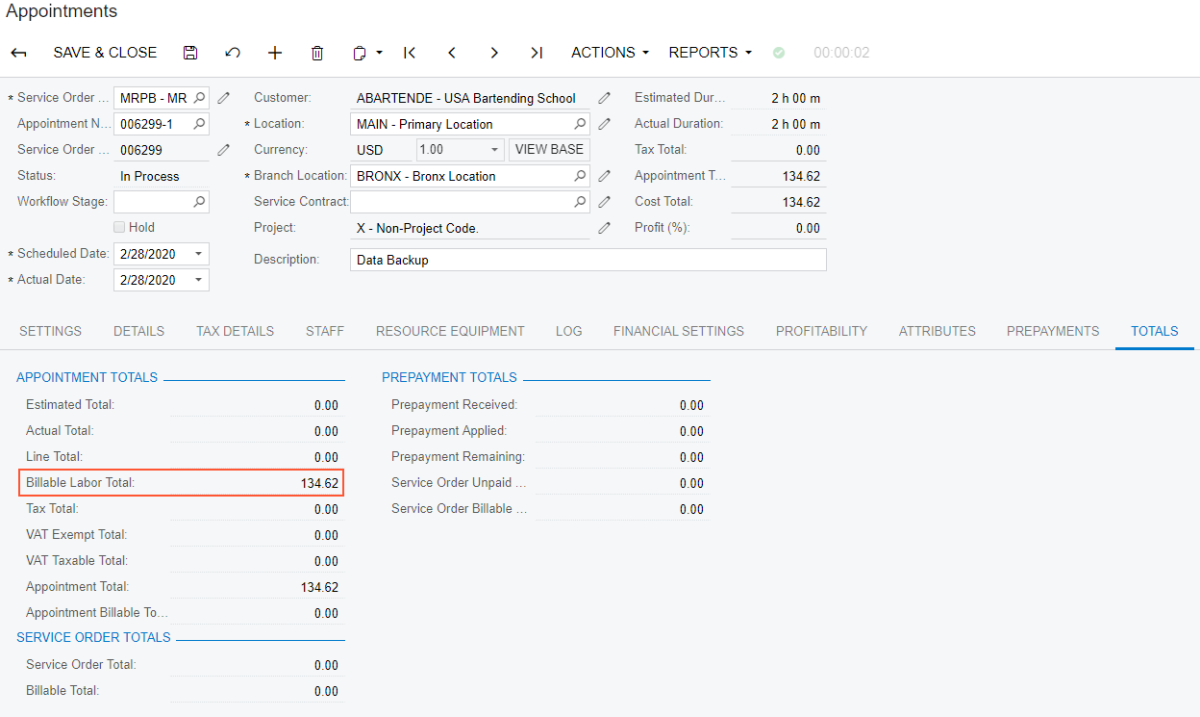 Appointments
SAVE & CLOSE ACTIONS REPORTS 00:00:02
* Service Order ... MRPB - MR Customer: ABARTENDE - USA Bartending School Estimated Dur... 2 h 00 m
Appointment N... 006299-1 * Location: MAIN - Primary Location Actual Duration: 2 h 00 m
Service Order ... 006299 Currency: USD 1.00 VIEW BASE Tax Total: 0.00
Status: In Process * Branch Location: BRONX - Bronx Location Appointment T... 134.62
Workflow Stage: Service Contract: Cost Total: 134.62
Hold Project: X - Non-Project Code. Profit (%): 0.00
* Scheduled Date: 2/28/2020 Description: Data Backup
* Actual Date: 2/28/2020
SETTINGS DETAILS TAX DETAILS STAFF RESOURCE EQUIPMENT LOG FINANCIAL SETTINGS PROFITABILITY ATTRIBUTES PREPAYMENTS TOTALS
APPOINTMENT TOTALS PREPAYMENT TOTALS
Estimated Total: 0.00 Prepayment Received: 0.00
Actual Total: 0.00 Prepayment Applied: 0.00
Line Total: 0.00 Prepayment Remaining: 0.00
Billable Labor Total: 134.62 Service Order Unpaid ... 0.00
Tax Total: 0.00 Service Order Billable ... 0.00
VAT Exempt Total: 0.00
VAT Taxable Total: 0.00
Appointment Total: 134.62
Appointment Billable To... 0.00
SERVICE ORDER TOTALS
Service Order Total: 0.00
Billable Total: 0.00